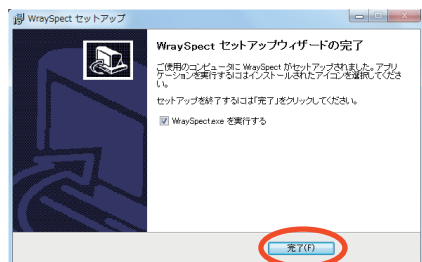 WraySpect セットアップ
WraySpect セットアップウィザードの完了
ご使用のコンピュータに WraySpect がセットアップされました。アプリ
ケーションを実行するにはインストールされたアイコンを選択してくださ
い。
セットアップを終了するには「完了」をクリックしてください。
WraySpect.exe を実行する
完了(F)